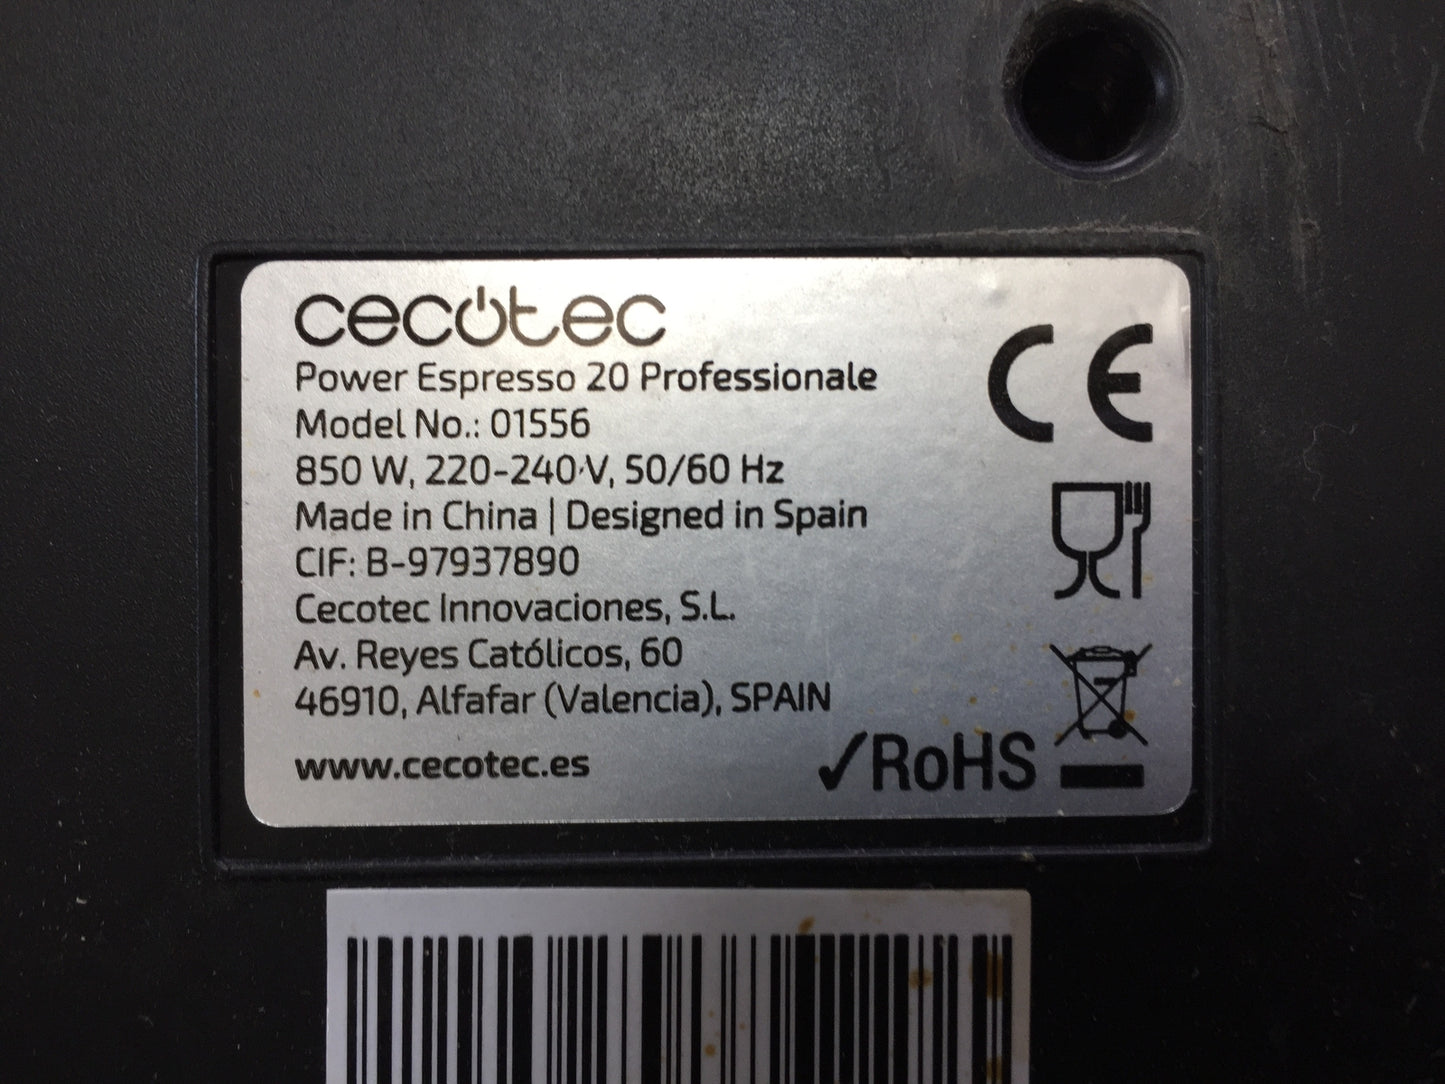 cecotec
Power Espresso 20 Professionale
Model No.: 01556
850 W, 220-240 V, 50/60 Hz
Made in China | Designed in Spain
CIF: B-97937890
Cecotec Innovaciones, S.L.
Av. Reyes Católicos, 60
46910, Alfafar (Valencia), SPAIN
www.cecotec.es
CE
✓RoHS